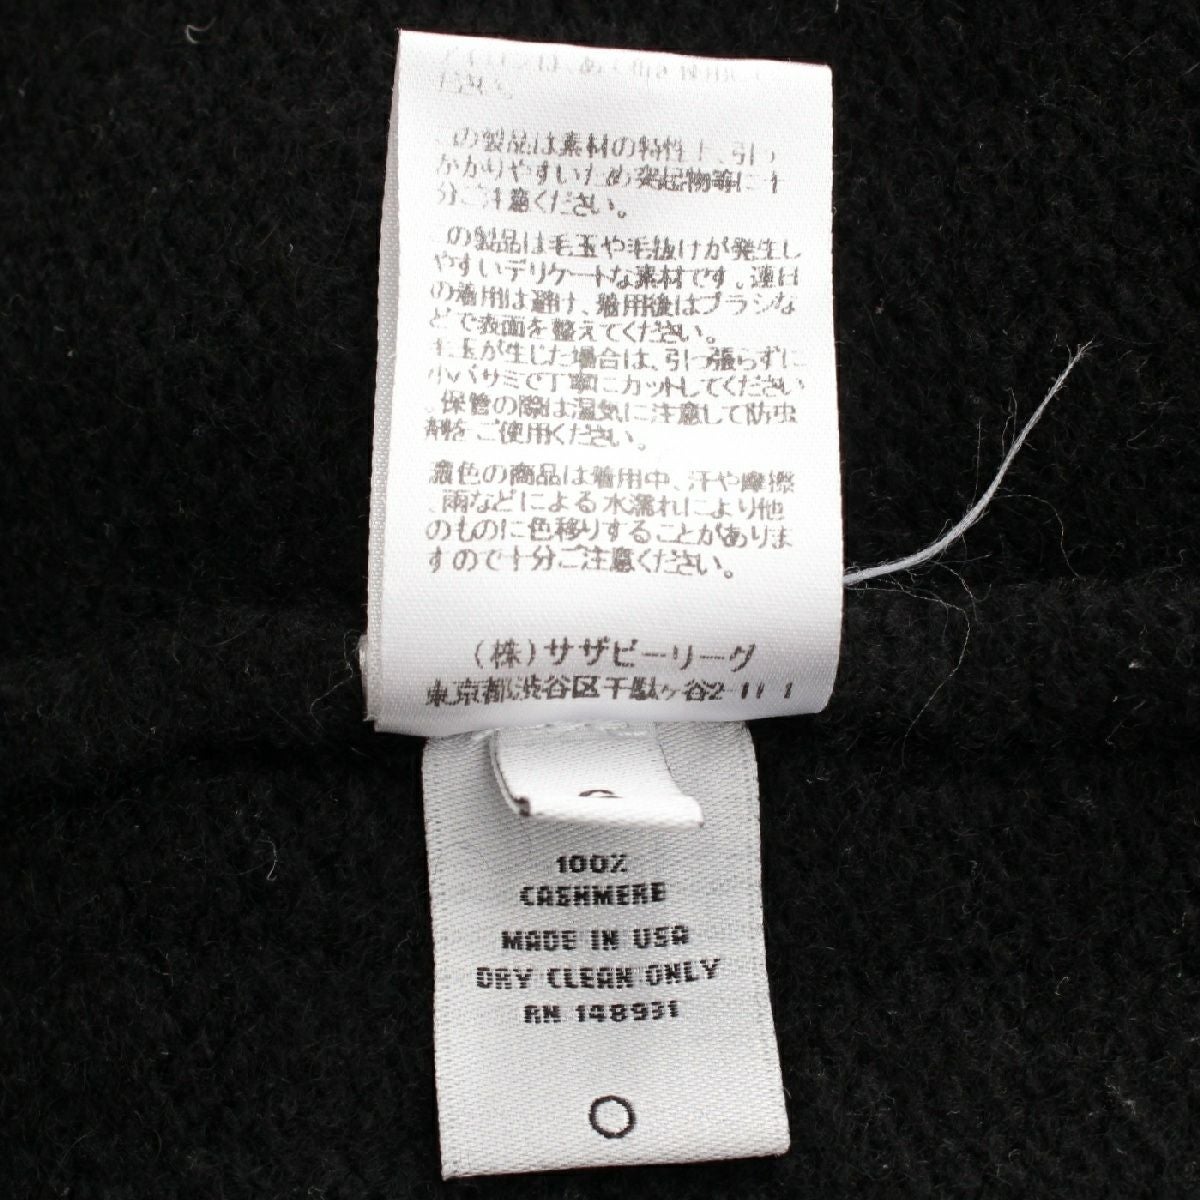 ださい。
この製品は素材の特性上、引っ
かかりやすいため突起物等に十
分ご注意ください。
この製品は毛玉や毛抜けが発生し
やすいデリケートな素材です。連日
の着用は避け、着用後はブラシな
どで表面を整えてください。
毛玉が生じた場合は、引っ張らずに
小バサミで丁寧にカットしてください
。保管の際は湿気に注意して防虫
剤をご使用ください。
濃色の商品は着用中、汗や摩擦
、雨などによる水濡れにより他
のものに色移りすることがありま
すので十分ご注意ください。
(株)サザビーリーグ
東京都渋谷区千駄ヶ谷2-11-1
100%
CASHMERE
MADE IN USA
DRY CLEAN ONLY
RN 148931